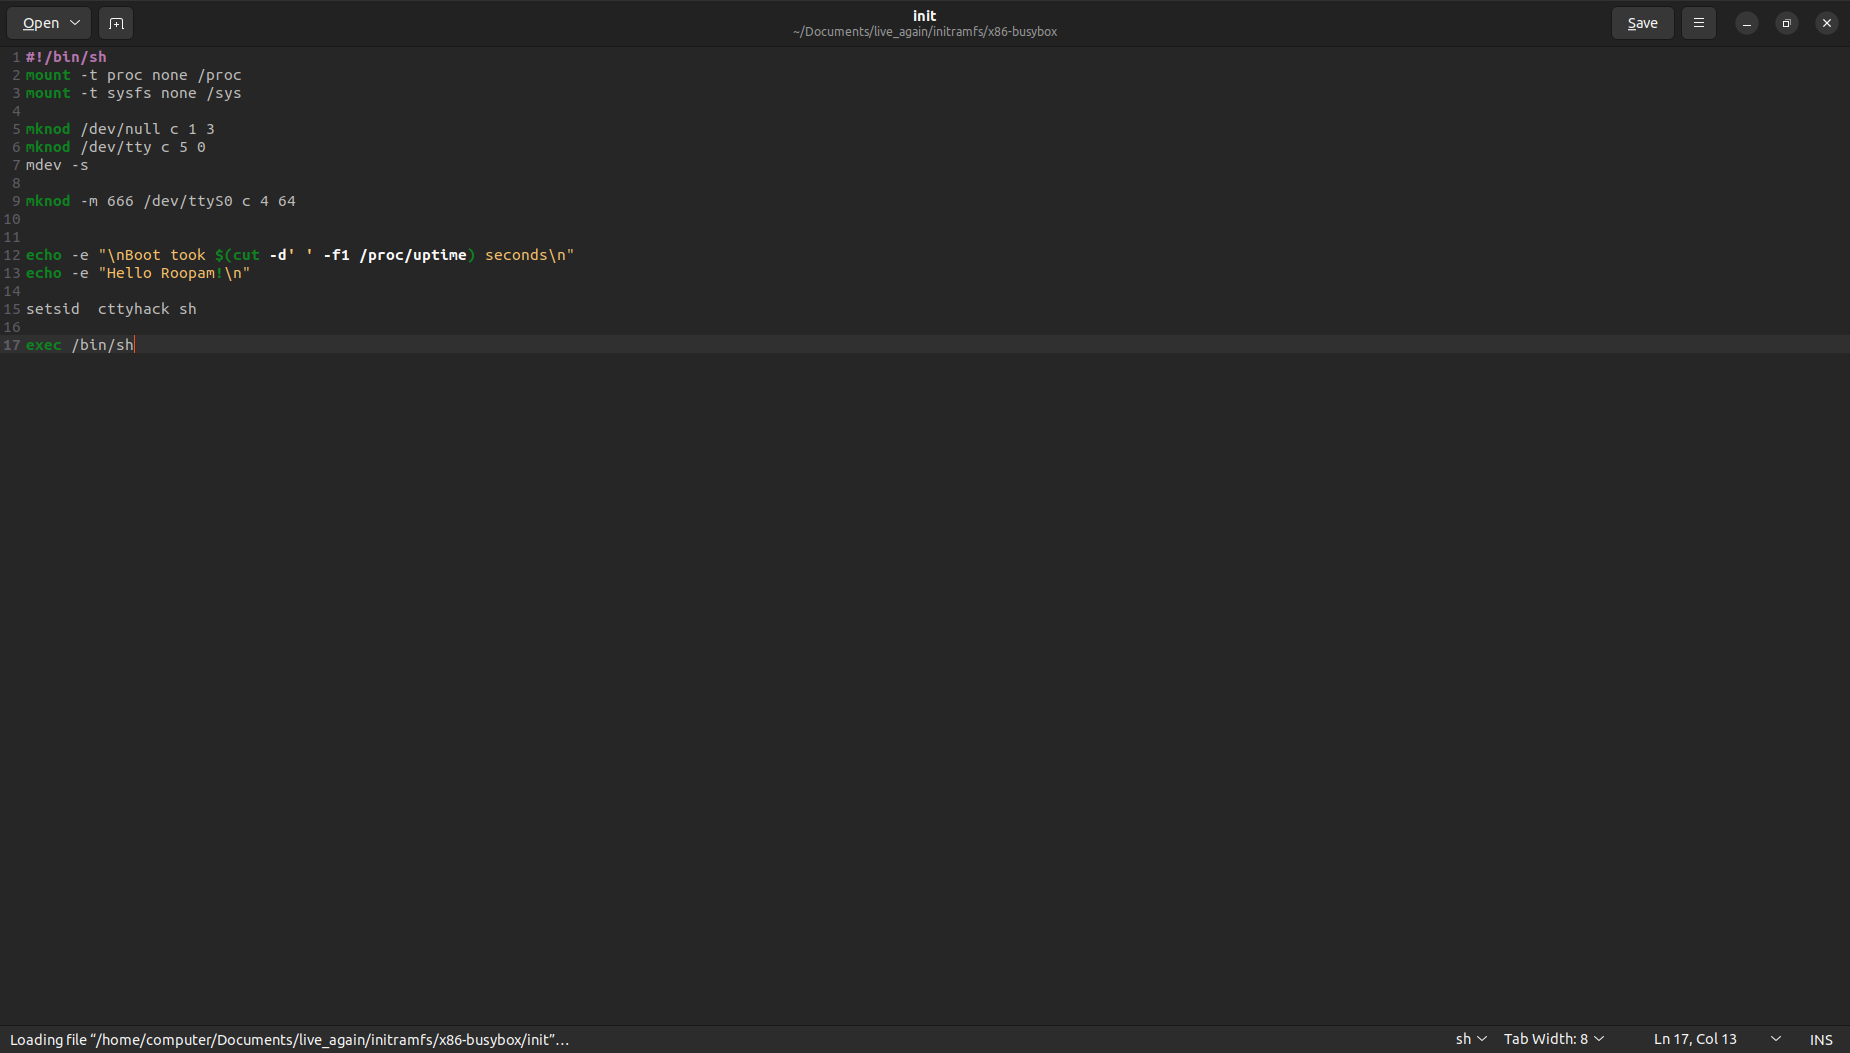 Open
init
~/Documents/live_again/initramfs/x86-busybox
Save
1 #!/bin/sh
2 mount -t proc none /proc
3 mount -t sysfs none /sys
4
5 mknod /dev/null c 1 3
6 mknod /dev/tty c 5 0
7 mdev -s
8
9 mknod -m 666 /dev/ttyS0 c 4 64
10
11
12 echo -e "\nBoot took $(cut -d' ' -f1 /proc/uptime) seconds\n"
13 echo -e "Hello Roopam!\n"
14
15 setsid  cttyhack sh
16
17 exec /bin/sh
Loading file “/home/computer/Documents/live_again/initramfs/x86-busybox/init”…
sh
Tab Width: 8
Ln 17, Col 13
INS